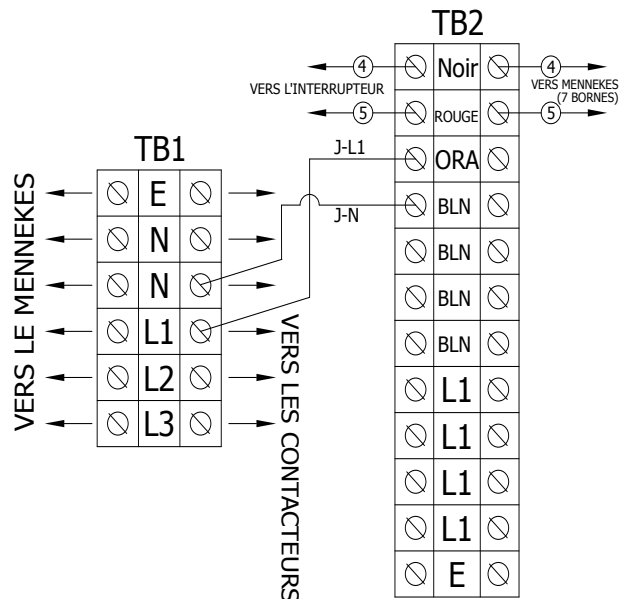 TB2
4 Noir 4
VERS L'INTERRUPTEUR
VERS MENNEKES
(7 BORNES)
5 ROUGE 5
J-L1 ORA
J-N BLN
BLN
BLN
BLN
L1
L1
L1
L1
E
TB1
E
N
N
L1
L2
L3
VERS LE MENNEKES
VERS LES CONTACTEURS